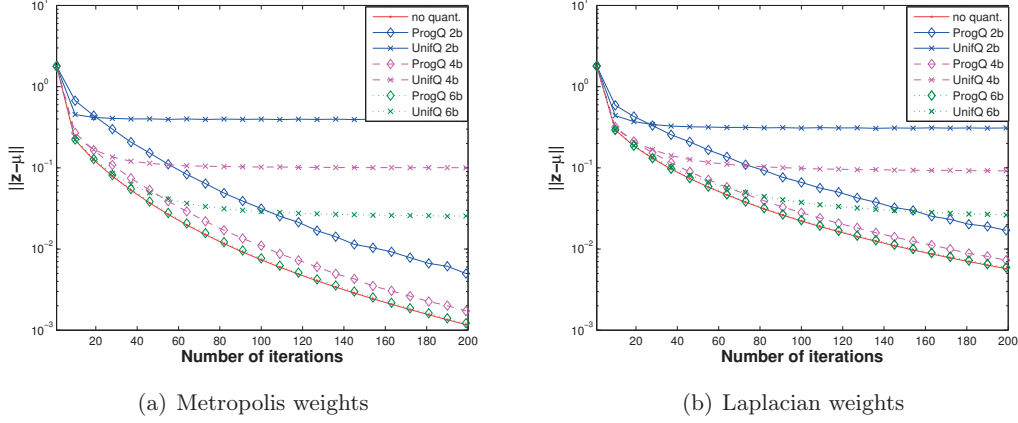 10^1
10^0
10^−1
10^−2
10^−3
||z−μ||
20 40 60 80 100 120 140 160 180 200
Number of iterations
no quant.
ProgQ 2b
UnifQ 2b
ProgQ 4b
UnifQ 4b
ProgQ 6b
UnifQ 6b
(a) Metropolis weights
10^1
10^0
10^−1
10^−2
10^−3
||z−μ||
20 40 60 80 100 120 140 160 180 200
Number of iterations
no quant.
ProgQ 2b
UnifQ 2b
ProgQ 4b
UnifQ 4b
ProgQ 6b
UnifQ 6b
(b) Laplacian weights